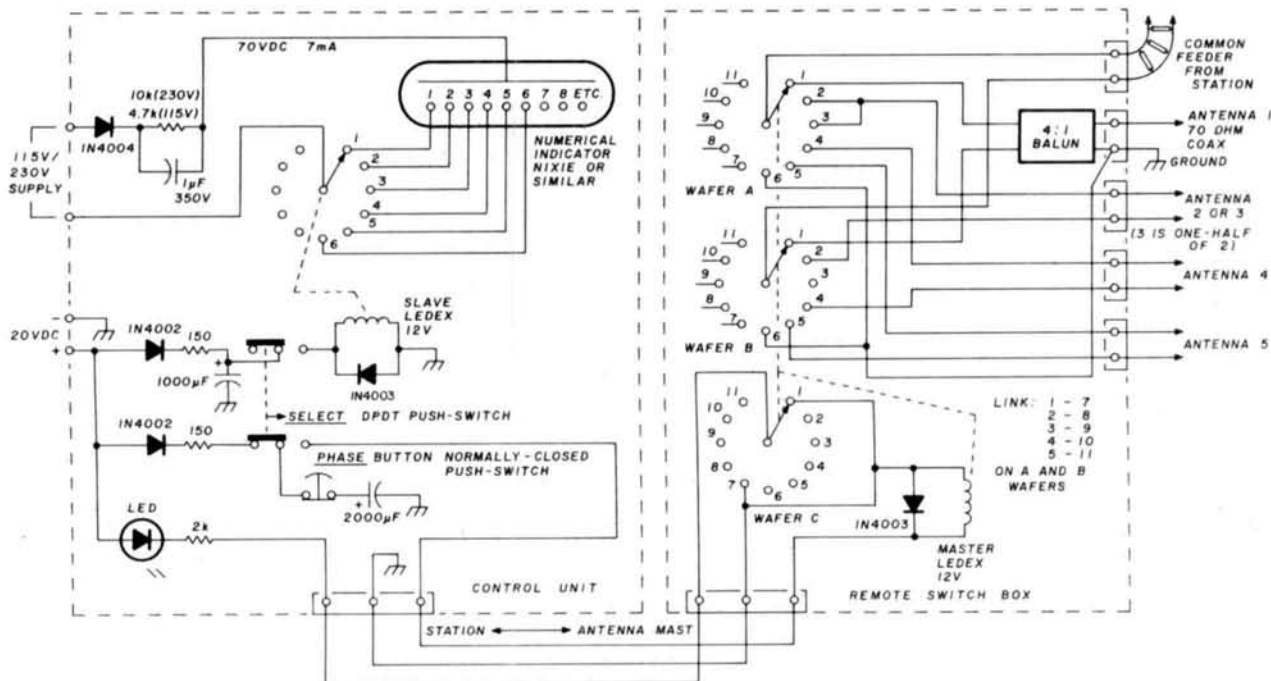 70VDC 7mA
10k(230V)
4.7k(115V)
1N4004
1µF
350V
115V/
230V
SUPPLY
1 2 3 4 5 6 7 8 ETC.
NUMERICAL
INDICATOR
NIXIE OR
SIMILAR
1
2
3
4
5
6
-
20VDC
+
1N4002
150
+
1000µF
SLAVE
LEDEX
12V
1N4003
SELECT DPDT PUSH-SWITCH
1N4002
150
PHASE BUTTON NORMALLY-CLOSED
PUSH-SWITCH
+
2000µF
LED
2k
CONTROL UNIT
STATION
ANTENNA MAST
11
10
9
8
7
6
5
4
3
2
1
WAFER A
11
10
9
8
7
6
5
4
3
2
1
WAFER B
11
10
9
8
7
6
5
4
3
2
1
WAFER C
4:1
BALUN
COMMON
FEEDER
FROM
STATION
ANTENNA 1
70 OHM
COAX
GROUND
ANTENNA
2 OR 3
(3 IS ONE-HALF
OF 2)
ANTENNA 4
ANTENNA 5
LINK: 1 - 7
2 - 8
3 - 9
4 - 10
5 - 11
ON A AND B
WAFERS
1N4003
MASTER
LEDEX
12V
REMOTE SWITCH BOX